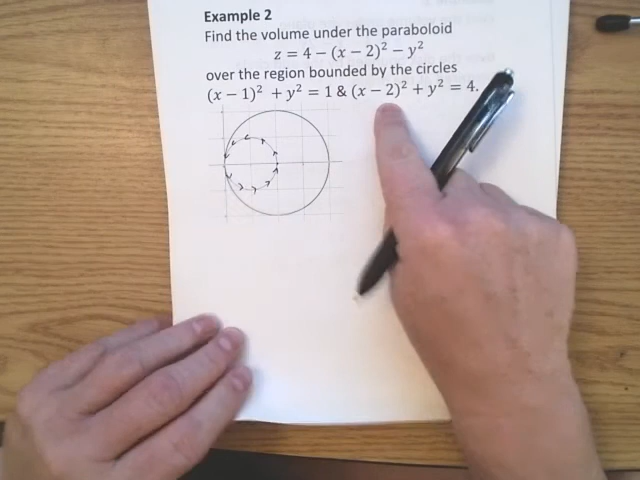 Example 2
Find the volume under the paraboloid
z = 4 − (x − 2)² − y²
over the region bounded by the circles
(x − 1)² + y² = 1 & (x − 2)² + y² = 4.